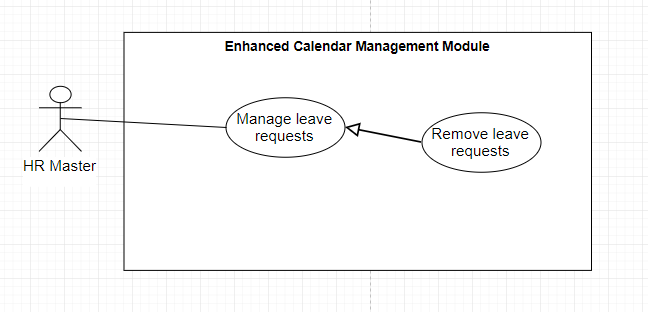 Enhanced Calendar Management Module
Manage leave
requests
Remove leave
requests
HR Master